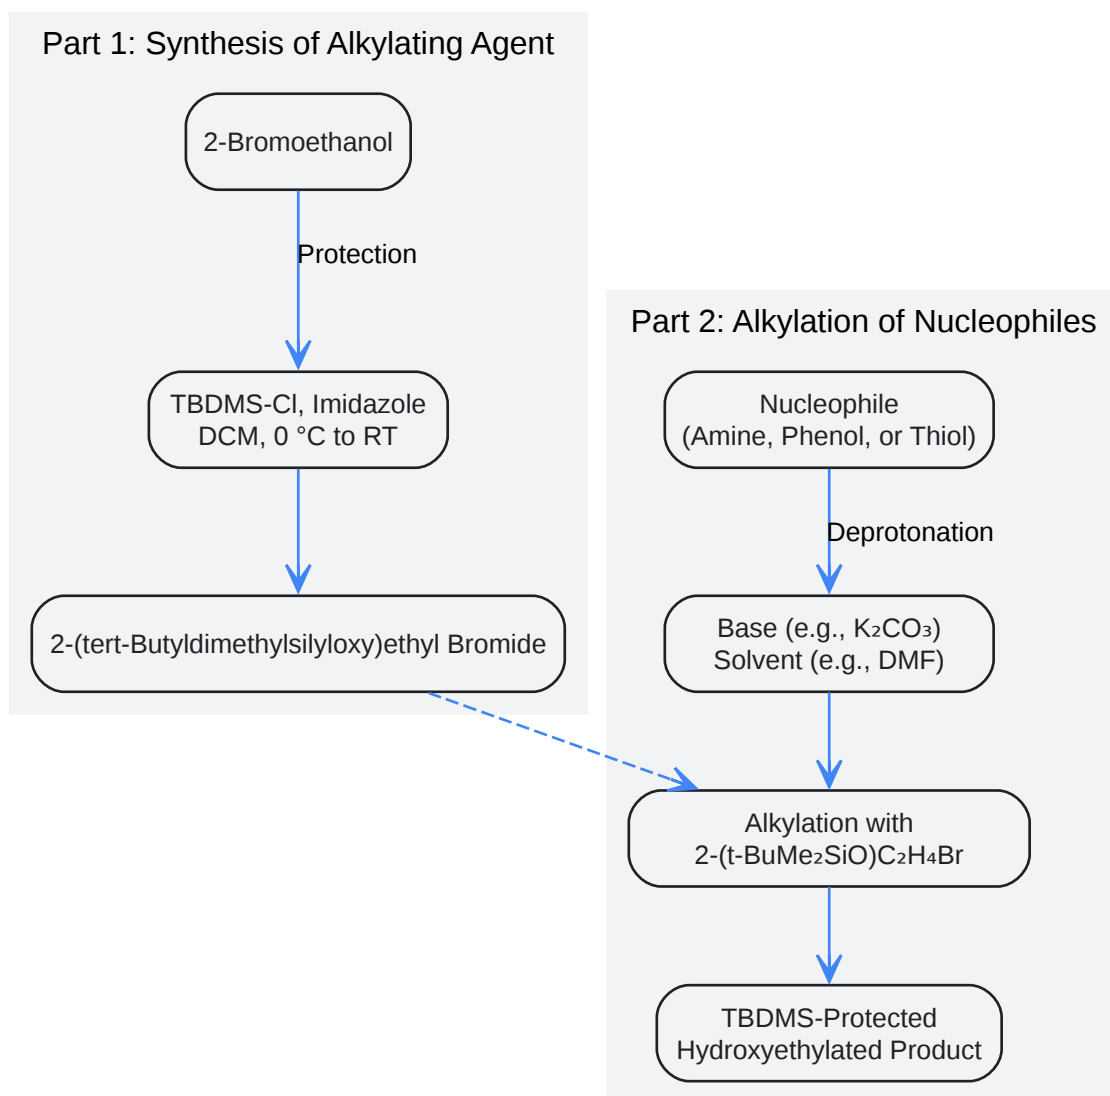 Part 1: Synthesis of Alkylating Agent
2-Bromoethanol
Protection
TBDMS-Cl, Imidazole
DCM, 0 °C to RT
2-(tert-Butyldimethylsilyloxy)ethyl Bromide
Part 2: Alkylation of Nucleophiles
Nucleophile
(Amine, Phenol, or Thiol)
Deprotonation
Base (e.g., K₂CO₃)
Solvent (e.g., DMF)
Alkylation with
2-(t-BuMe₂SiO)C₂H₄Br
TBDMS-Protected
Hydroxyethylated Product